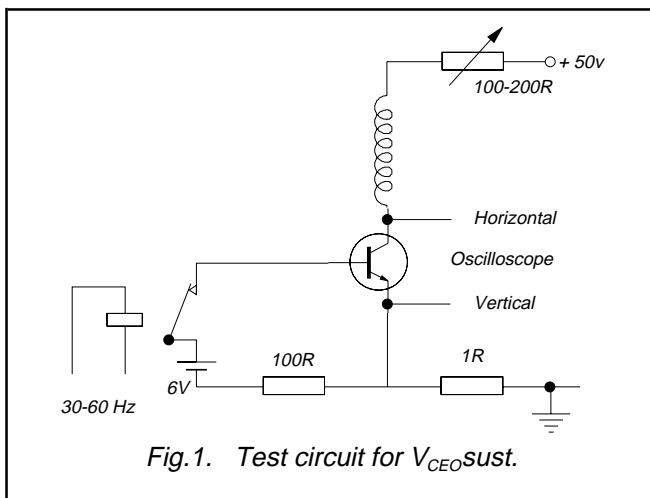 + 50v
100-200R
Horizontal
Oscilloscope
Vertical
100R
1R
6V
30-60 Hz
Fig.1. Test circuit for VCEOsust.